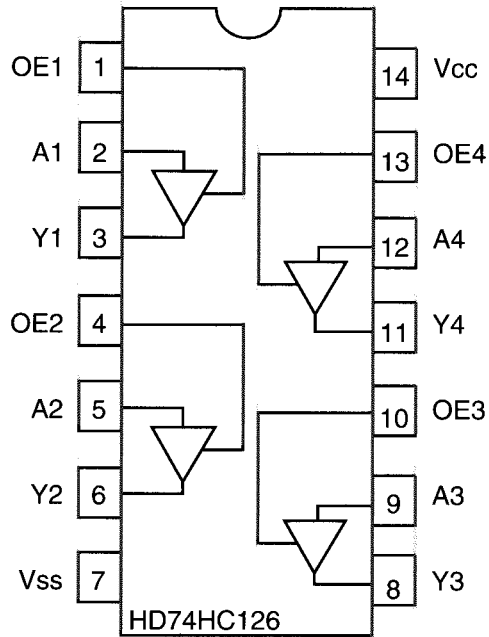 OE1 1 14 Vcc
A1 2 13 OE4
Y1 3 12 A4
OE2 4 11 Y4
A2 5 10 OE3
Y2 6 9 A3
Vss 7 8 Y3
HD74HC126